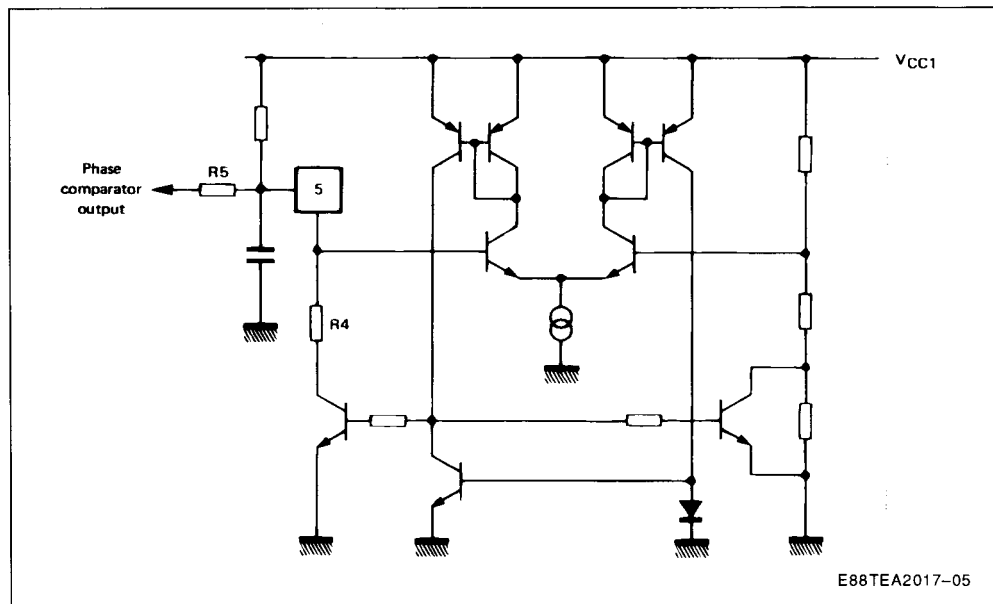 VCC1
Phase
comparator
output
R5
5
R4
E88TEA2017-05